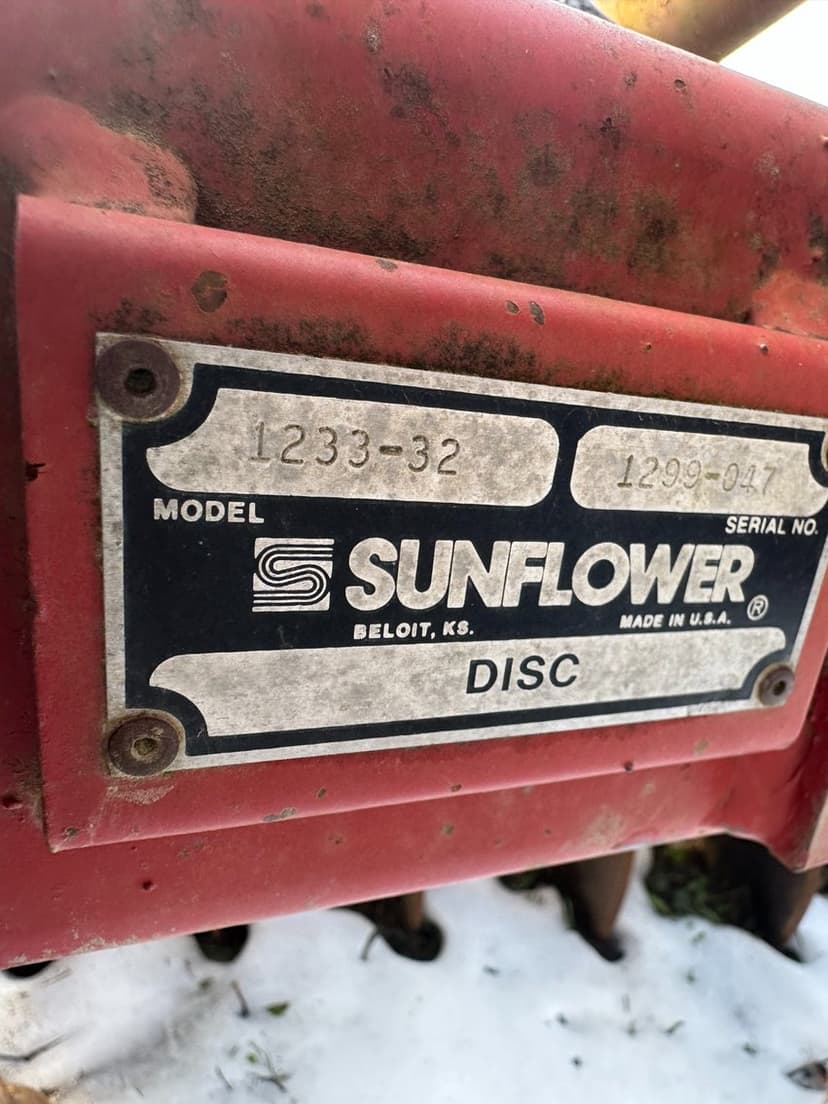 1233-32 1299-047
MODEL SERIAL NO.
SUNFLOWER ®
BELOIT, KS. MADE IN U.S.A.
DISC